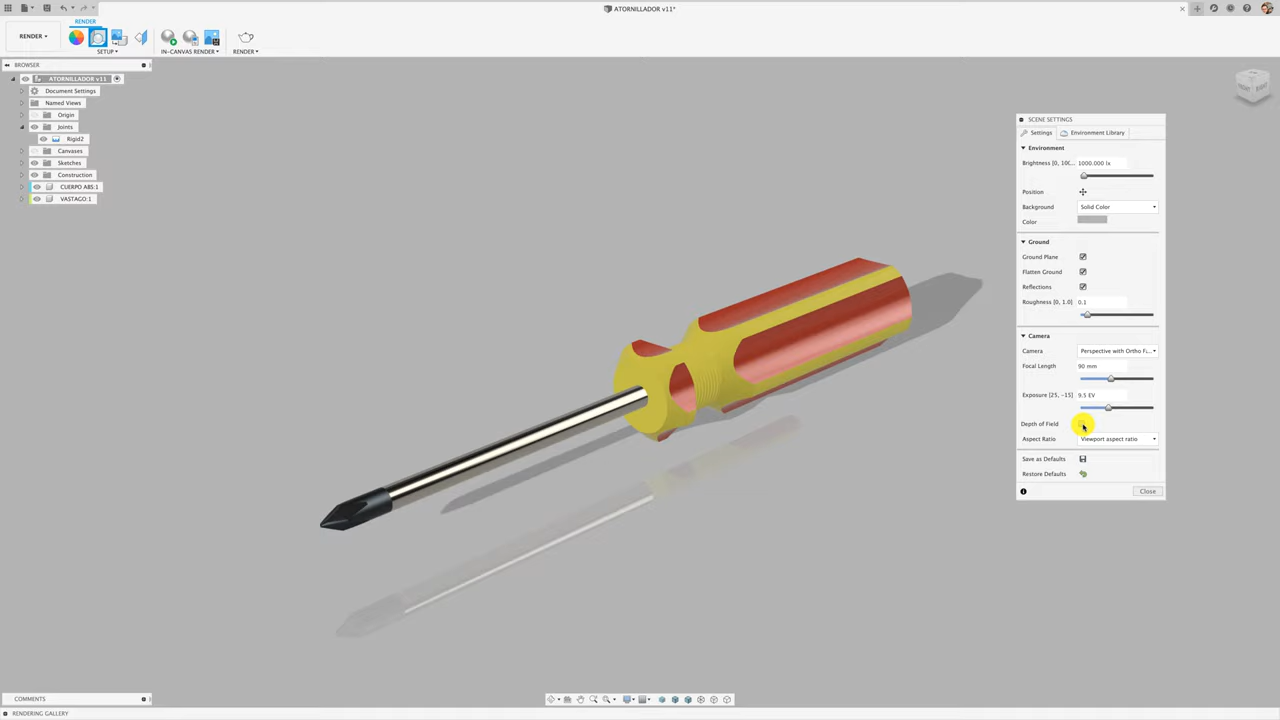 ATORNILLADOR v11*
RENDER
RENDER
SETUP
IN-CANVAS RENDER
RENDER
BROWSER
ATORNILLADOR v11
Document Settings
Named Views
Origin
Joints
Rigid2
Canvases
Sketches
Construction
CUERPO ABS:1
VASTAGO:1
SCENE SETTINGS
Settings
Environment Library
Environment
Brightness [0, 10(... 1000.000 lx
Position
Background Solid Color
Color
Ground
Ground Plane
Flatten Ground
Reflections
Roughness [0, 1.0] 0.1
Camera
Camera Perspective with Ortho F...
Focal Length 90 mm
Exposure [25, -15] 9.5 EV
Depth of Field
Aspect Ratio Viewport aspect ratio
Save as Defaults
Restore Defaults
Close
COMMENTS
RENDERING GALLERY